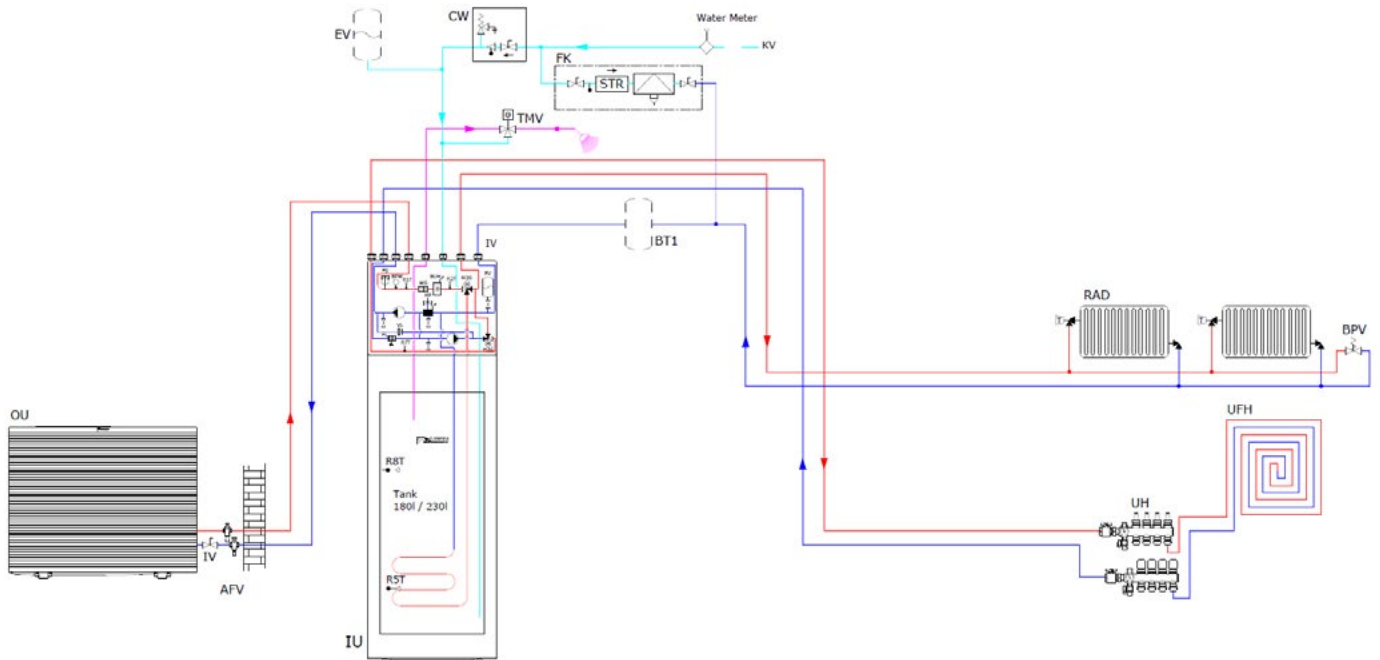 Water Meter
CW
EV
KV
FK
STR
TMV
IV
BT1
RAD
T
T
BPV
OU
UFH
R8T
Tank
180l / 230l
UH
IV
R5T
AFV
IU